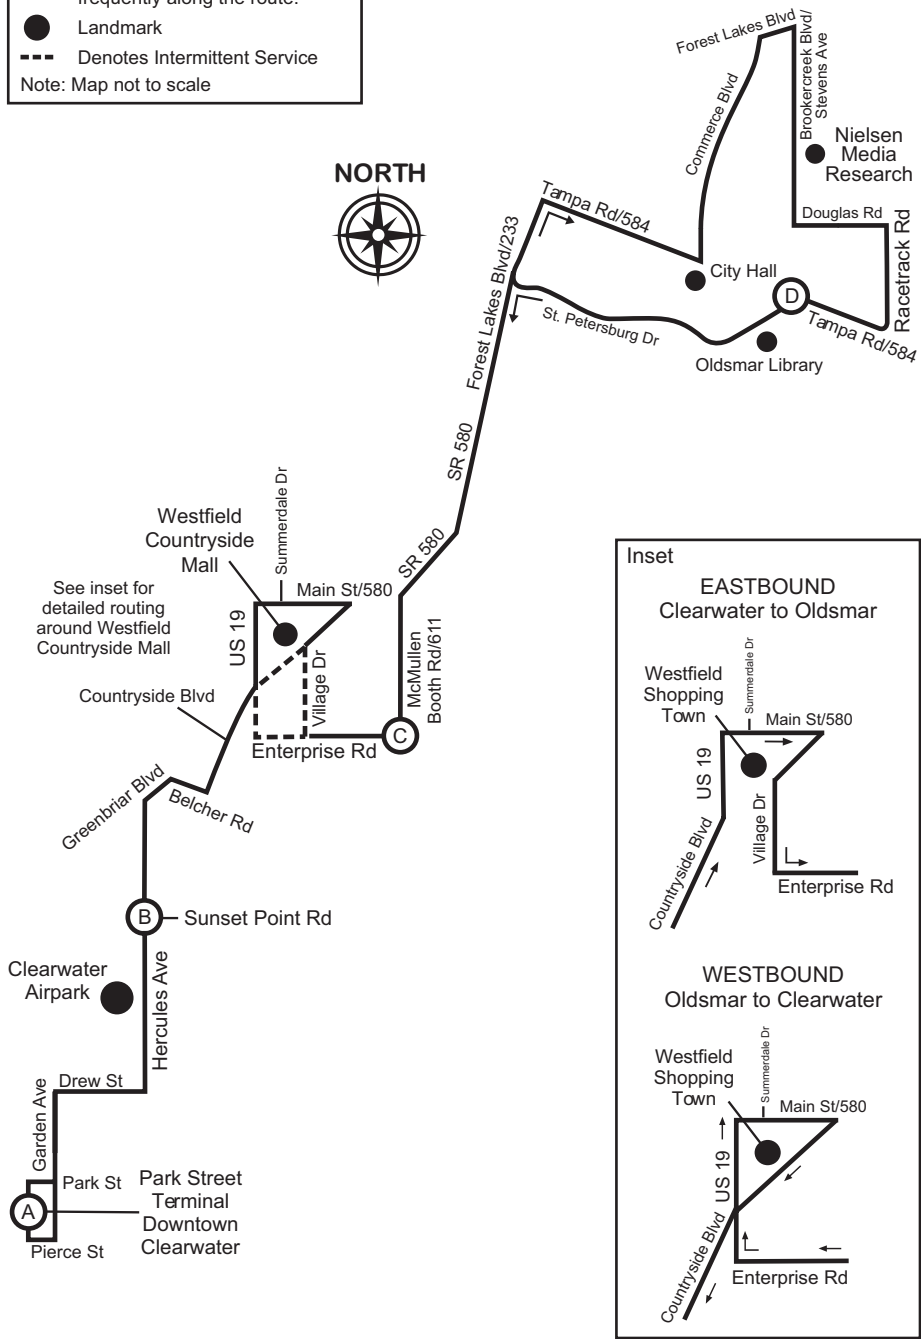 frequently along the route.
Landmark
Denotes Intermittent Service
Note: Map not to scale
NORTH
Forest Lakes Blvd
Brookercreek Blvd/
Stevens Ave
Commerce Blvd
Nielsen
Media
Research
Douglas Rd
Racetrack Rd
Tampa Rd/584
Forest Lakes Blvd/233
City Hall
D
Tampa Rd/584
St. Petersburg Dr
Oldsmar Library
SR 580
SR 580
Westfield
Countryside
Mall
Summerdale Dr
Main St/580
See inset for
detailed routing
around Westfield
Countryside Mall
US 19
Village Dr
McMullen
Booth Rd/611
Countryside Blvd
C
Enterprise Rd
Greenbriar Blvd
Belcher Rd
B
Sunset Point Rd
Clearwater
Airpark
Hercules Ave
Drew St
Garden Ave
Park St
A
Park Street
Terminal
Downtown
Clearwater
Pierce St
Inset
EASTBOUND
Clearwater to Oldsmar
Westfield
Shopping
Town
Summerdale Dr
Main St/580
US 19
Village Dr
Countryside Blvd
Enterprise Rd
WESTBOUND
Oldsmar to Clearwater
Westfield
Shopping
Town
Summerdale Dr
Main St/580
US 19
Countryside Blvd
Enterprise Rd